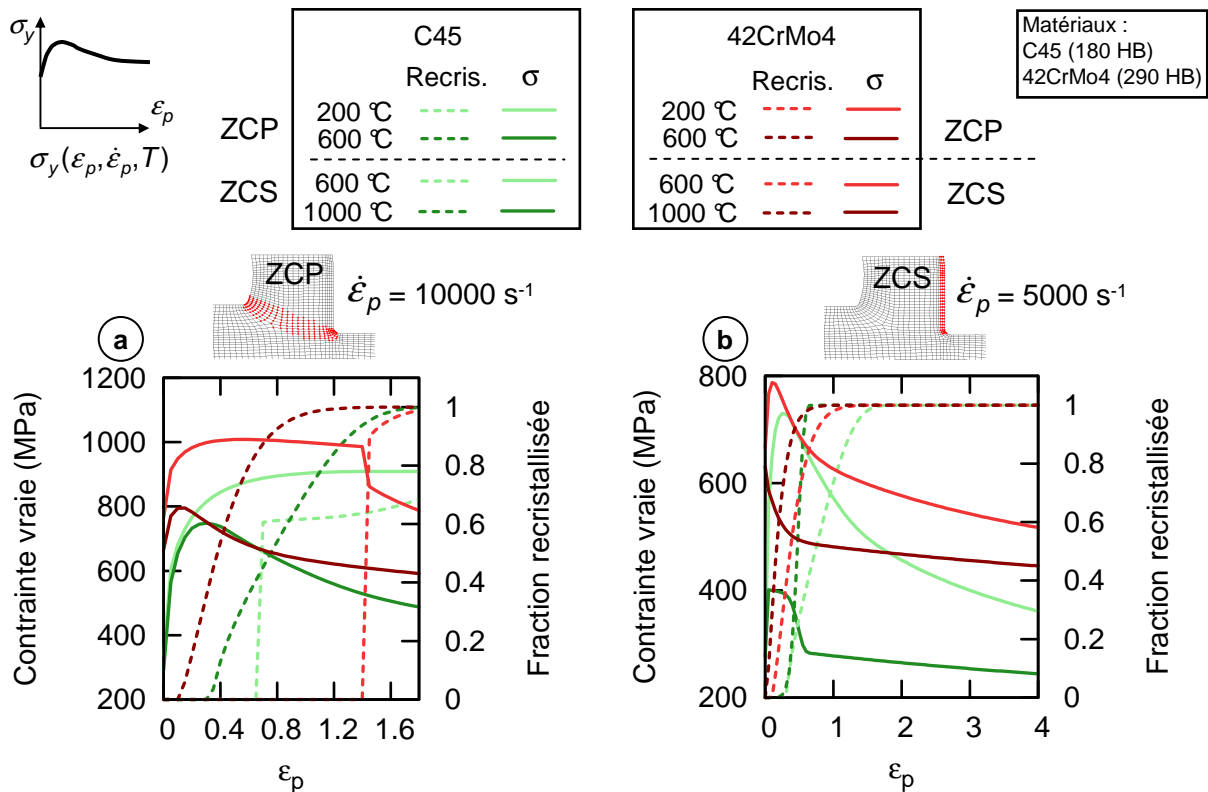 σy
εp
σy(εp, ε̇p, T)
C45
Recris. σ
ZCP
200 °C
600 °C
ZCS
600 °C
1000 °C
42CrMo4
Recris. σ
200 °C
600 °C
ZCP
600 °C
1000 °C
ZCS
Matériaux :
C45 (180 HB)
42CrMo4 (290 HB)
ZCP
ε̇p = 10000 s-1
a
Contrainte vraie (MPa)
1200
1000
800
600
400
200
0 0.4 0.8 1.2 1.6
εp
1
0.8
0.6
0.4
0.2
0
Fraction recristallisée
ZCS
ε̇p = 5000 s-1
b
Contrainte vraie (MPa)
800
600
400
200
0 1 2 3 4
εp
1
0.8
0.6
0.4
0.2
0
Fraction recristallisée